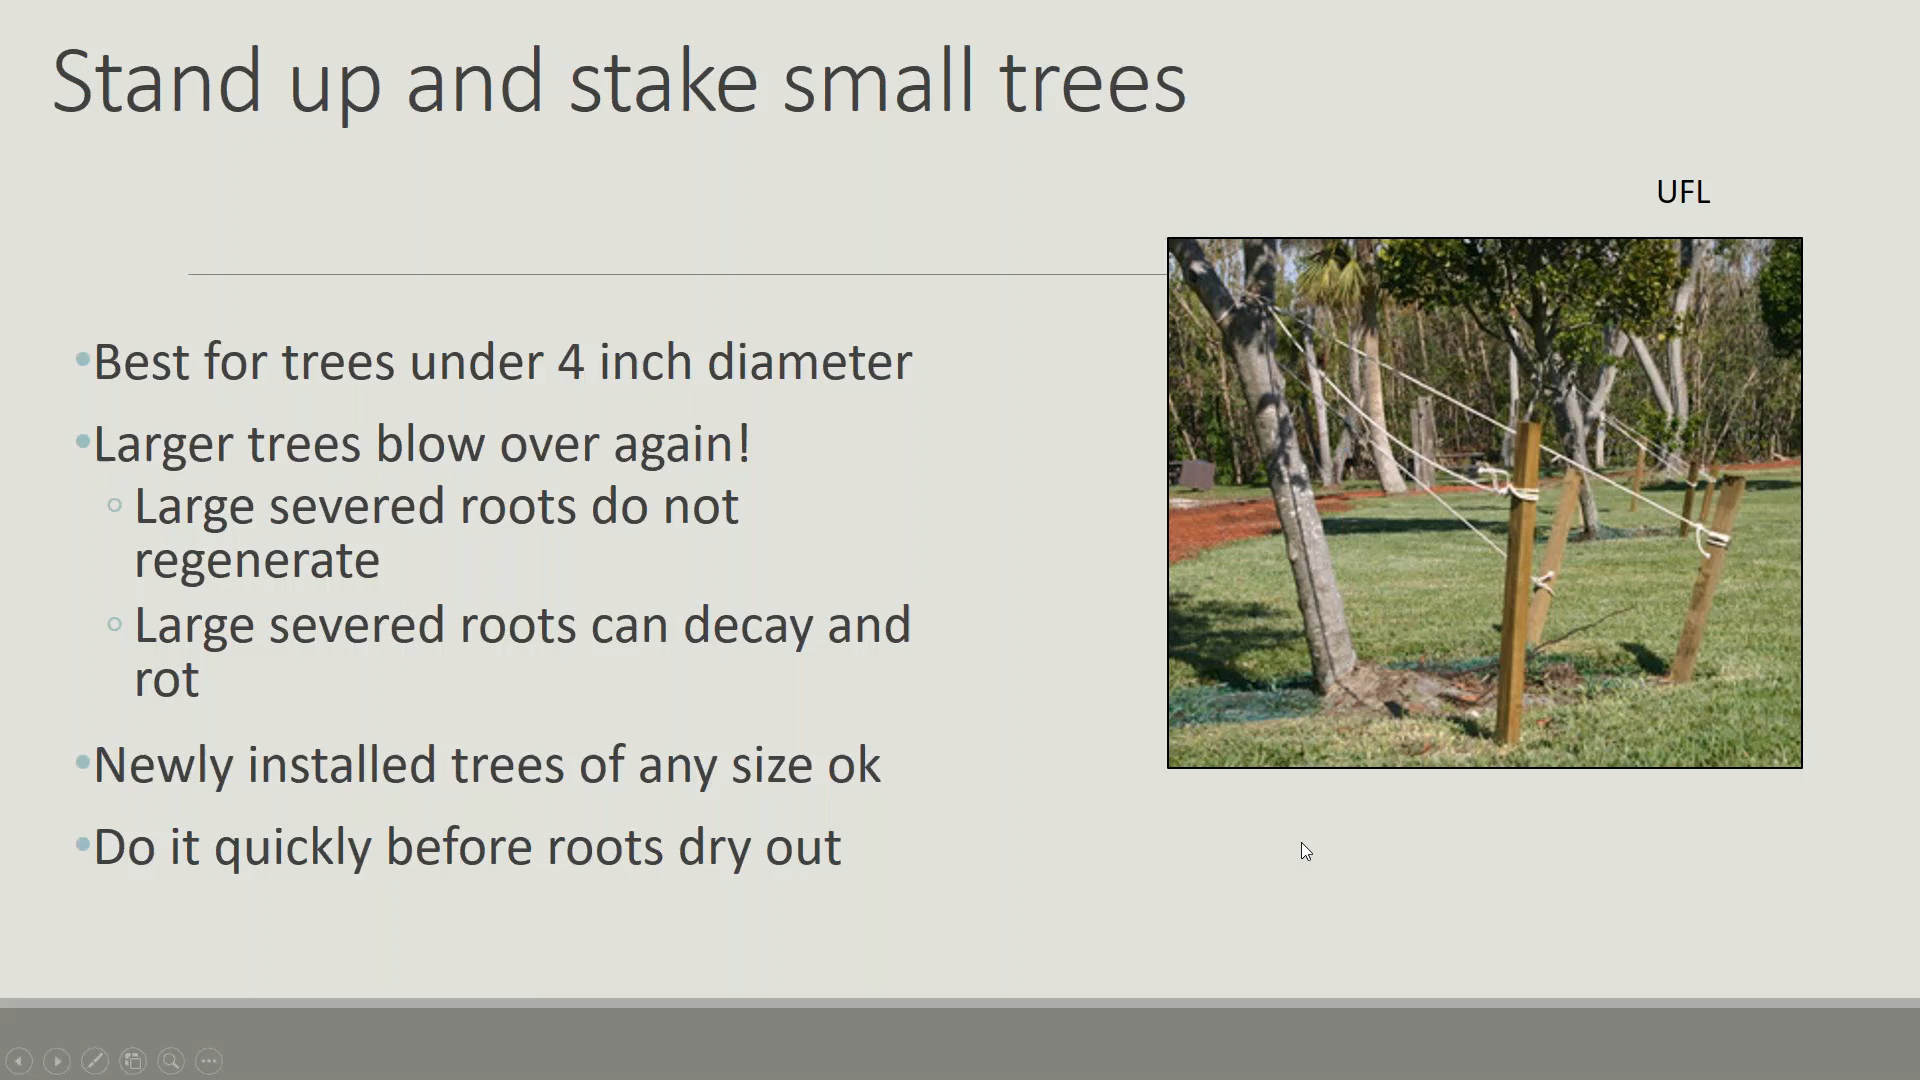 Stand up and stake small trees
UFL
Best for trees under 4 inch diameter
Larger trees blow over again!
Large severed roots do not
regenerate
Large severed roots can decay and
rot
Newly installed trees of any size ok
Do it quickly before roots dry out